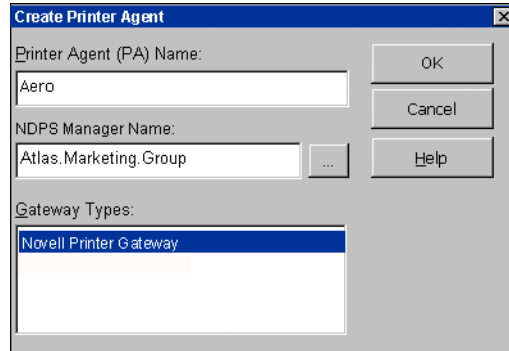 Create Printer Agent
Printer Agent (PA) Name:
Aero
NDPS Manager Name:
Atlas.Marketing.Group
...
Gateway Types:
Novell Printer Gateway
OK
Cancel
Help